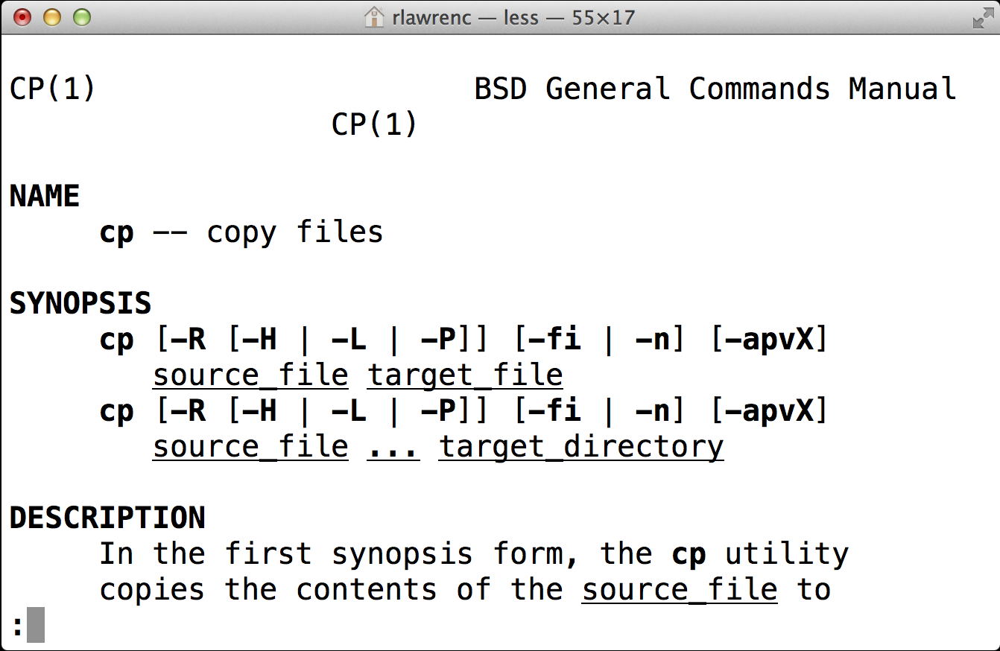 rlawrenc — less — 55×17
CP(1)                     BSD General Commands Manual
                  CP(1)
NAME
     cp -- copy files
SYNOPSIS
     cp [-R [-H | -L | -P]] [-fi | -n] [-apvX]
        source_file target_file
     cp [-R [-H | -L | -P]] [-fi | -n] [-apvX]
        source_file ... target_directory
DESCRIPTION
     In the first synopsis form, the cp utility
     copies the contents of the source_file to
: